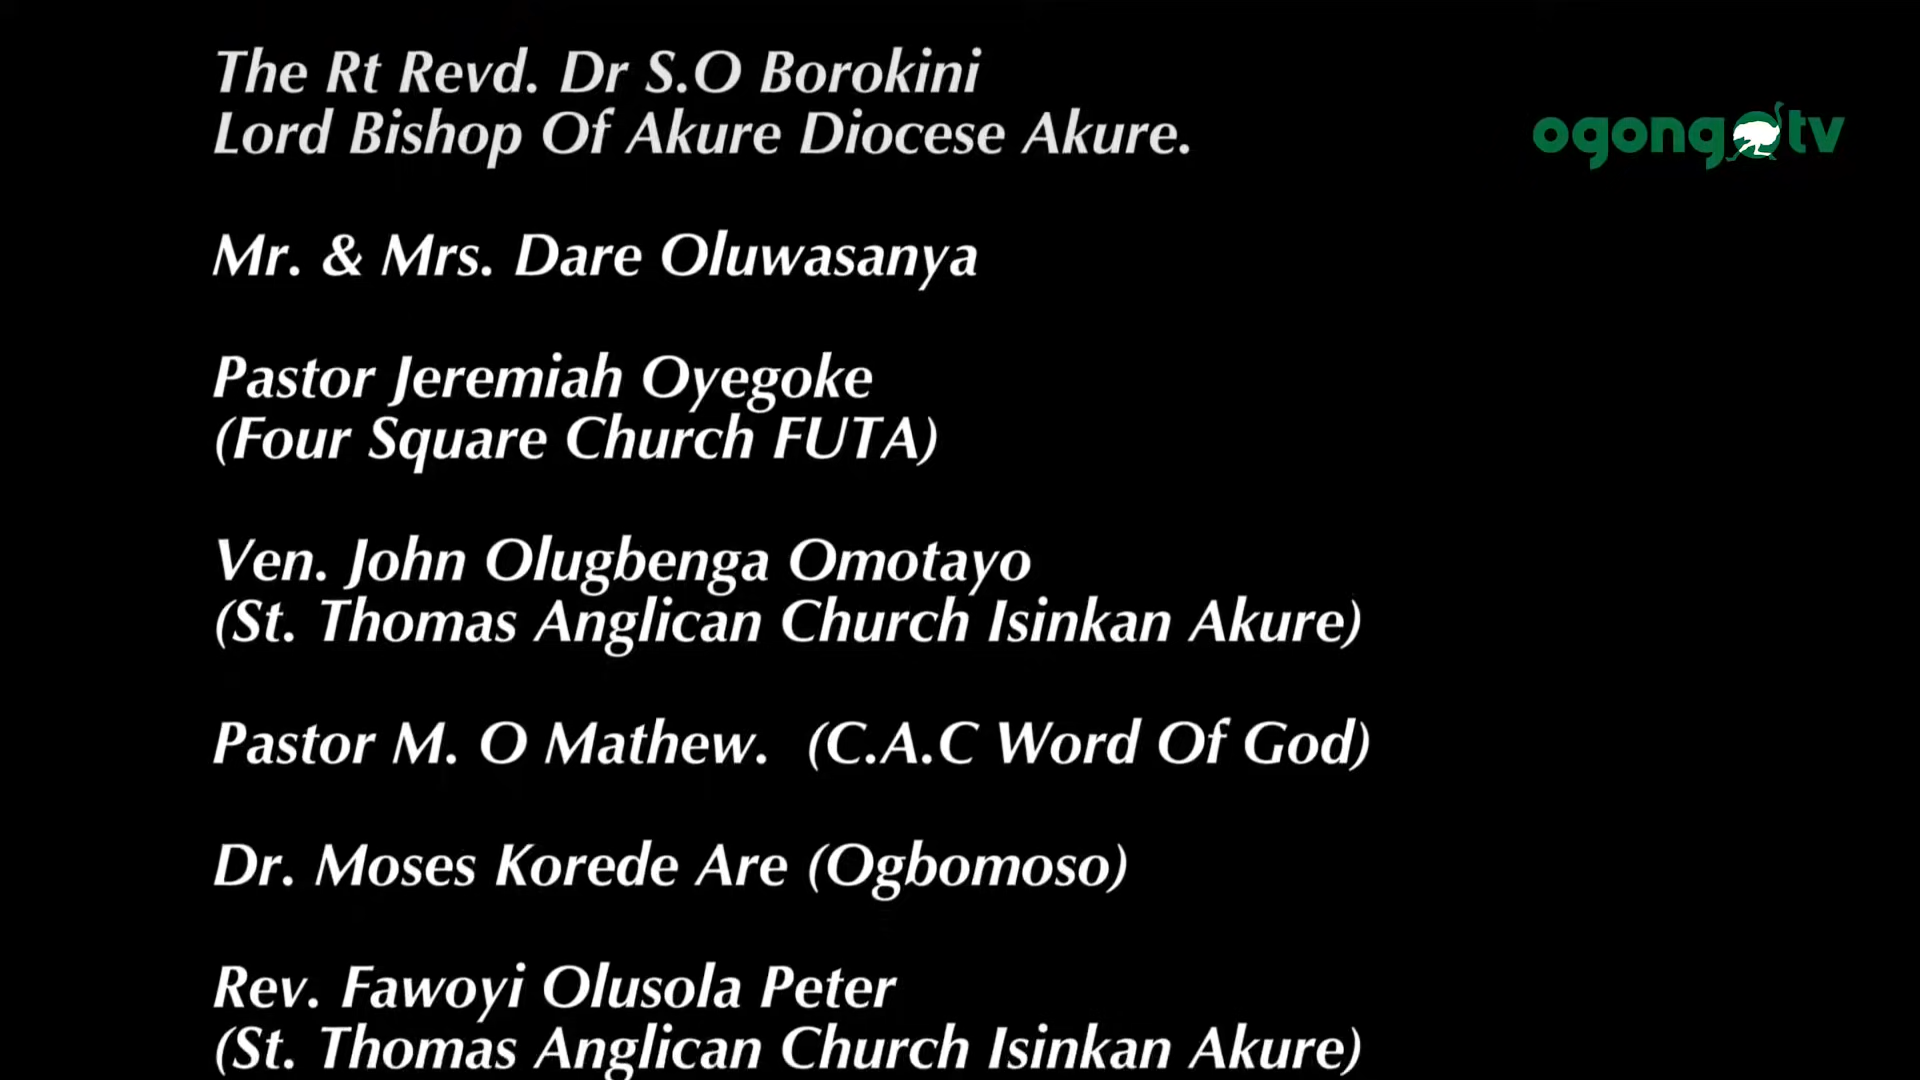 The Rt Revd. Dr S.O Borokini
Lord Bishop Of Akure Diocese Akure.
ogongo tv
Mr. & Mrs. Dare Oluwasanya
Pastor Jeremiah Oyegoke
(Four Square Church FUTA)
Ven. John Olugbenga Omotayo
(St. Thomas Anglican Church Isinkan Akure)
Pastor M. O Mathew.  (C.A.C Word Of God)
Dr. Moses Korede Are (Ogbomoso)
Rev. Fawoyi Olusola Peter
(St. Thomas Anglican Church Isinkan Akure)